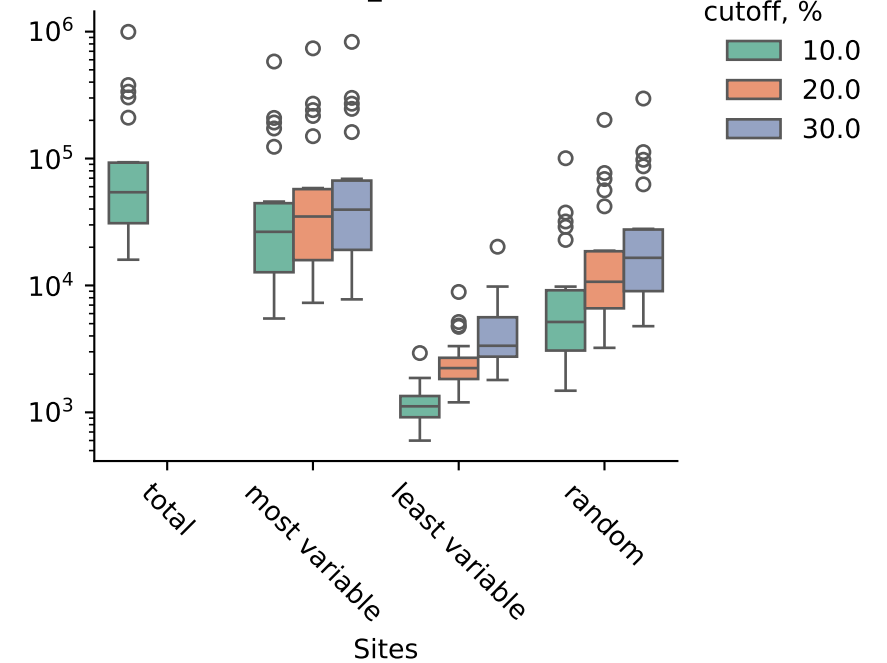 cutoff, %
10.0
20.0
30.0
10⁶
10⁵
10⁴
10³
total
most variable
least variable
random
Sites